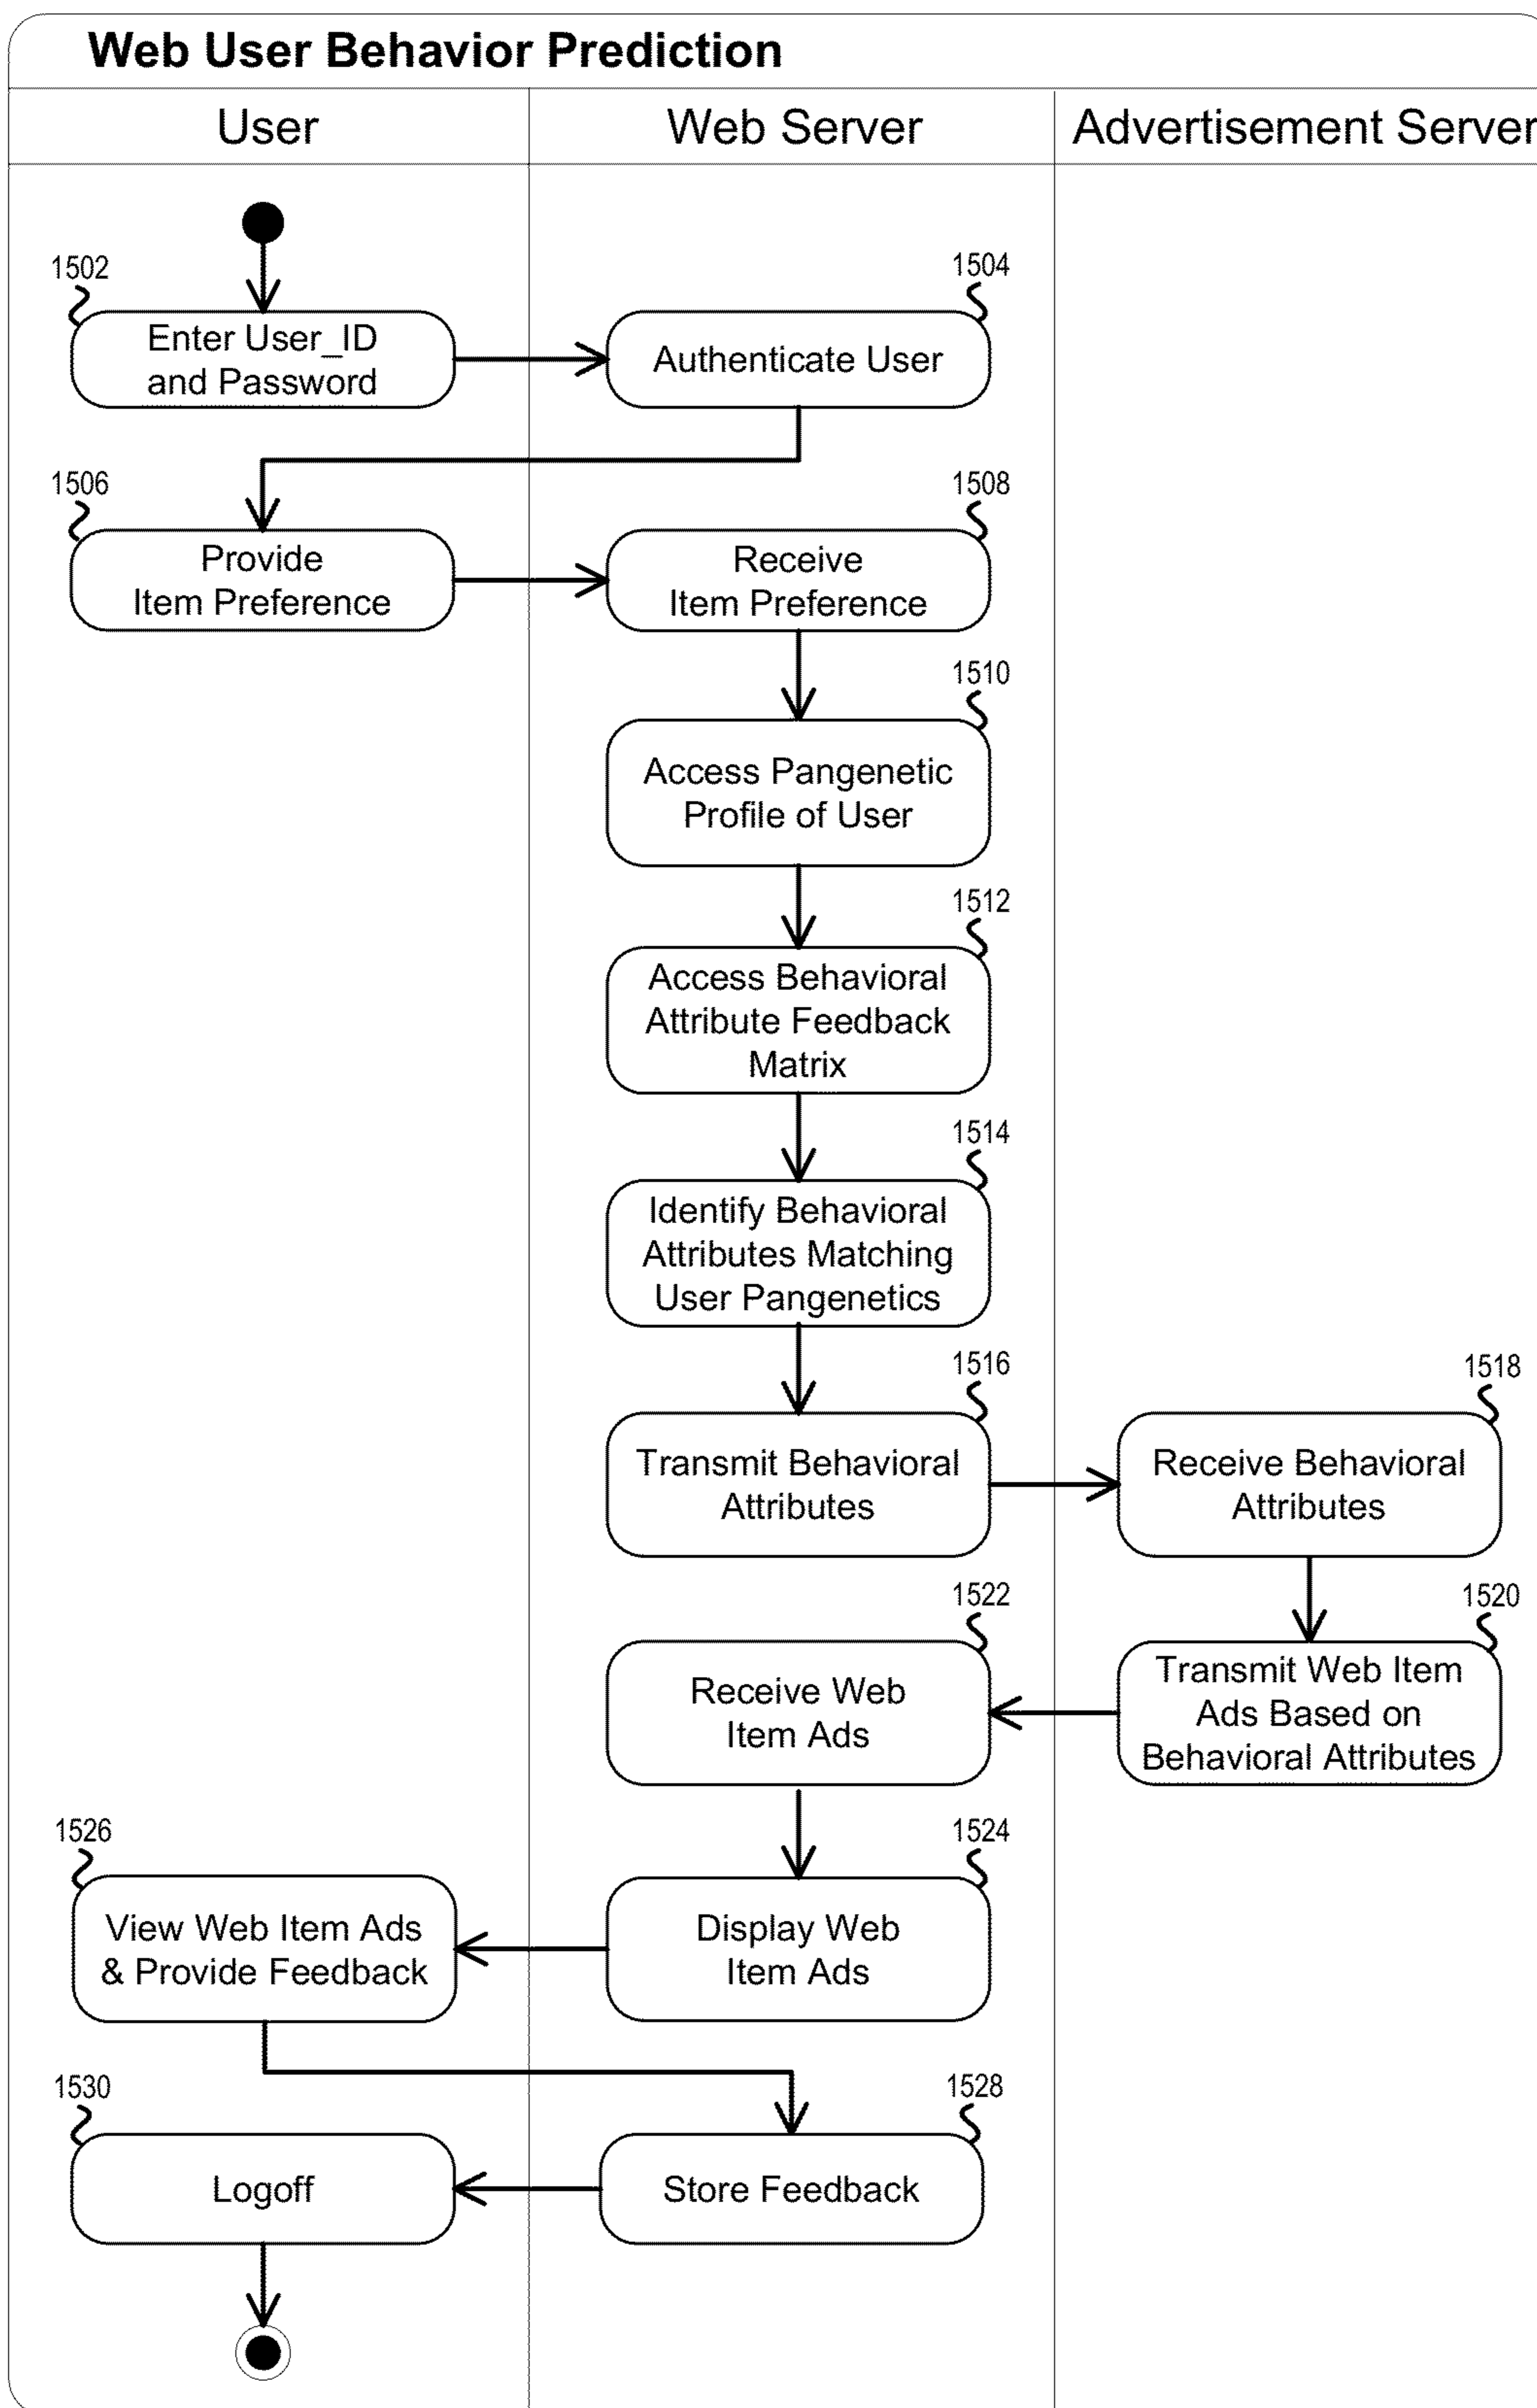 Web User Behavior Prediction
User
Web Server
Advertisement Server
1502
Enter User_ID
and Password
1504
Authenticate User
1506
Provide
Item Preference
1508
Receive
Item Preference
1510
Access Pangenetic
Profile of User
1512
Access Behavioral
Attribute Feedback
Matrix
1514
Identify Behavioral
Attributes Matching
User Pangenetics
1516
Transmit Behavioral
Attributes
1518
Receive Behavioral
Attributes
1520
Transmit Web Item
Ads Based on
Behavioral Attributes
1522
Receive Web
Item Ads
1524
Display Web
Item Ads
1526
View Web Item Ads
& Provide Feedback
1528
Store Feedback
1530
Logoff